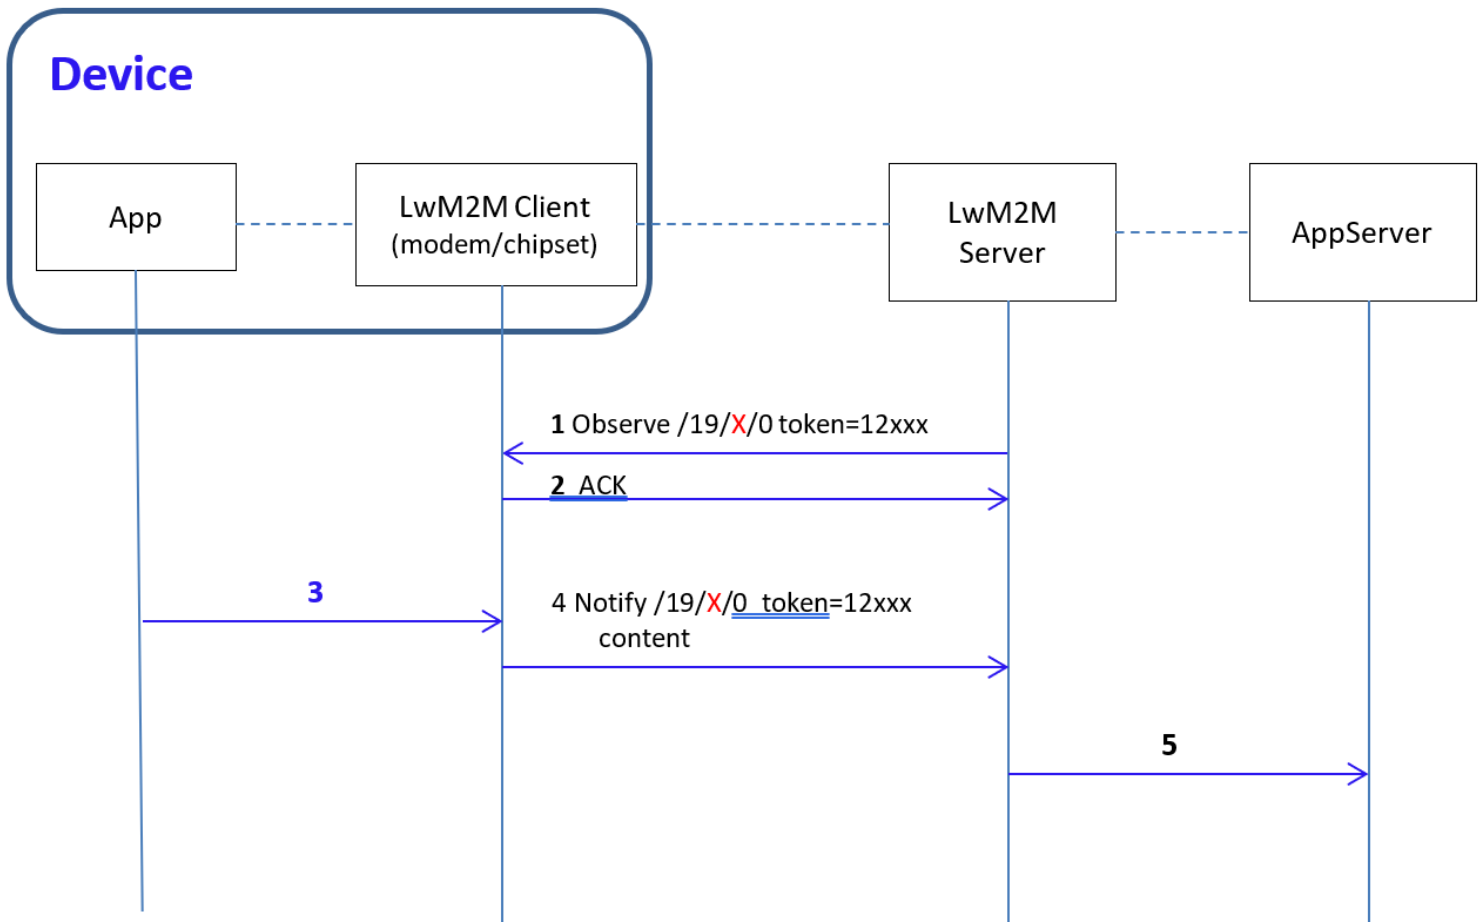 Device
App
LwM2M Client
(modem/chipset)
LwM2M
Server
AppServer
1 Observe /19/X/0 token=12xxx
2 ACK
3
4 Notify /19/X/0 token=12xxx
content
5